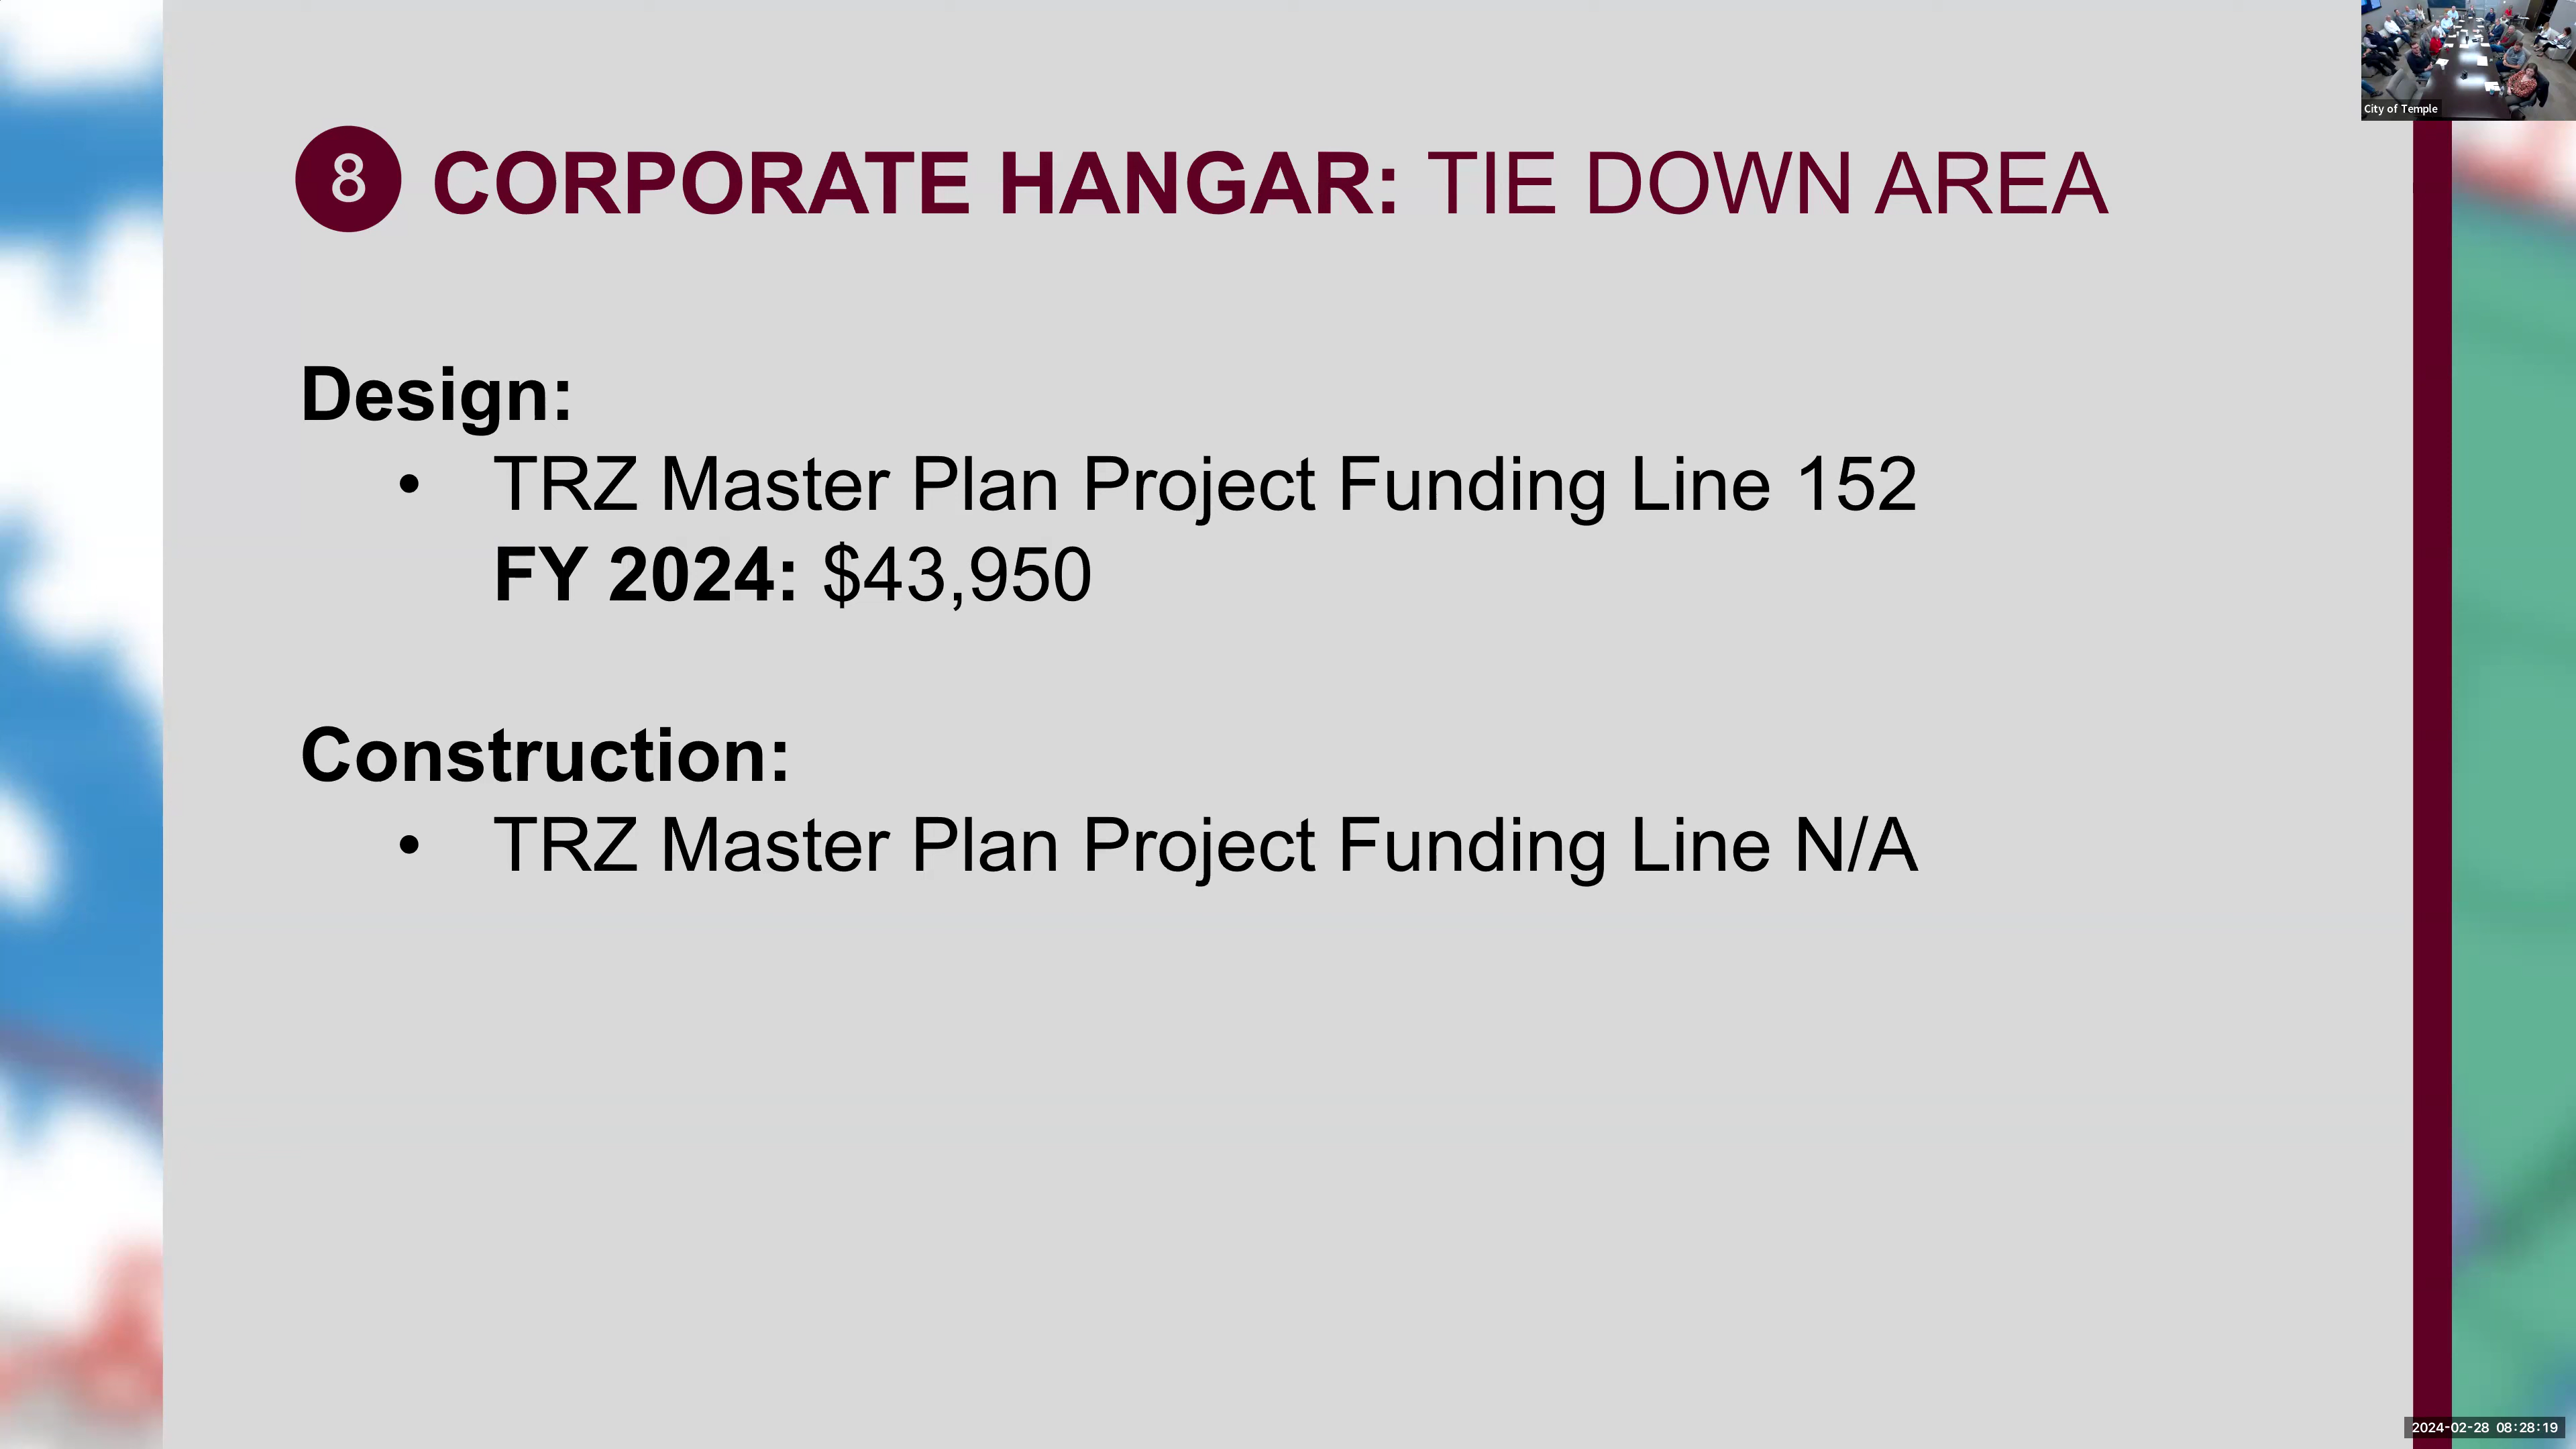 City of Temple
8 CORPORATE HANGAR: TIE DOWN AREA
Design:
• TRZ Master Plan Project Funding Line 152
FY 2024: $43,950
Construction:
• TRZ Master Plan Project Funding Line N/A
2024-02-28 08:28:19